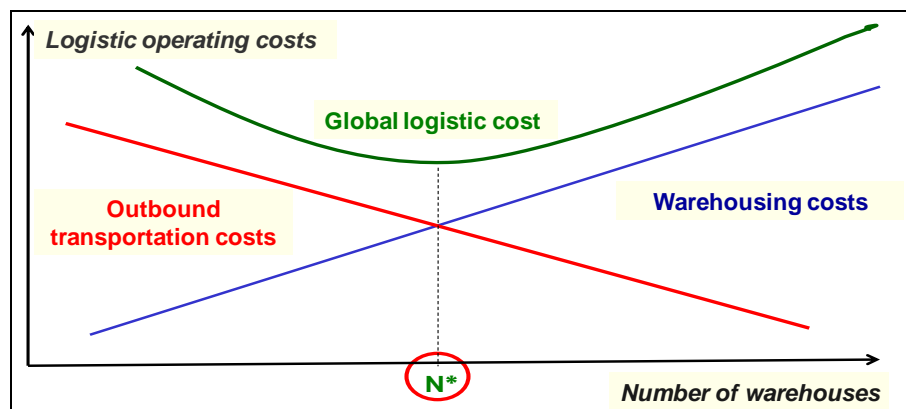 Logistic operating costs
Global logistic cost
Outbound
transportation costs
Warehousing costs
N*
Number of warehouses